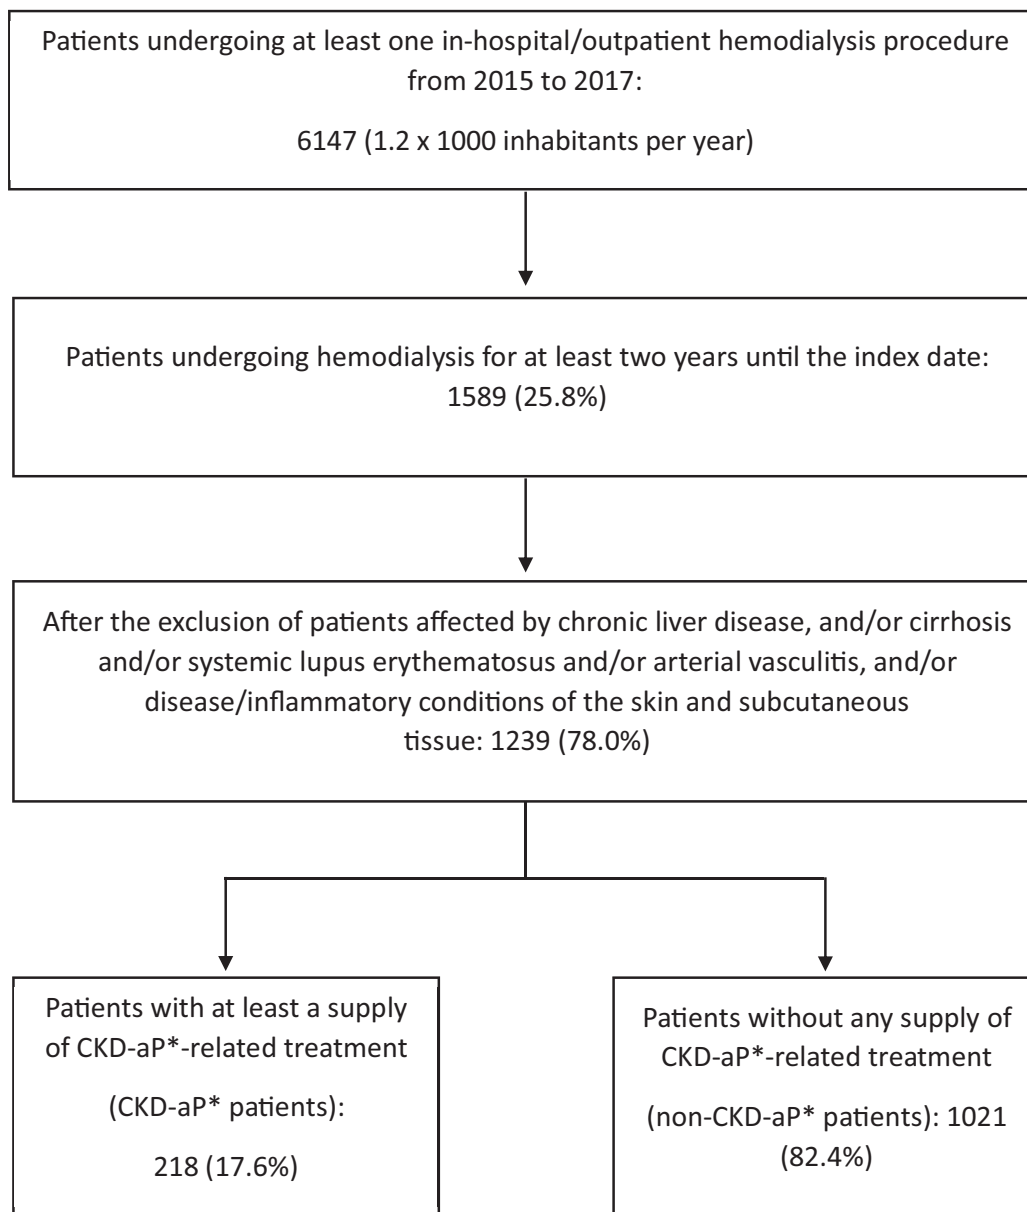 Patients undergoing at least one in-hospital/outpatient hemodialysis procedure
from 2015 to 2017:
6147 (1.2 x 1000 inhabitants per year)
Patients undergoing hemodialysis for at least two years until the index date:
1589 (25.8%)
After the exclusion of patients affected by chronic liver disease, and/or cirrhosis
and/or systemic lupus erythematosus and/or arterial vasculitis, and/or
disease/inflammatory conditions of the skin and subcutaneous
tissue: 1239 (78.0%)
Patients with at least a supply
of CKD-aP*-related treatment
(CKD-aP* patients):
218 (17.6%)
Patients without any supply of
CKD-aP*-related treatment
(non-CKD-aP* patients): 1021
(82.4%)